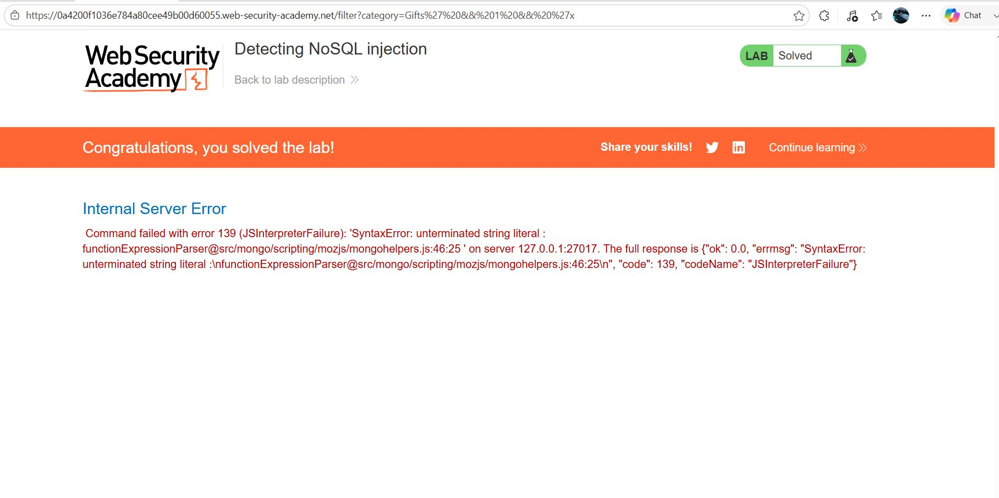 https://0a4200f1036e784a80cee49b00d60055.web-security-academy.net/filter?category=Gifts%27%20&&%201%20&&%20%27x
Chat
Web Security
Academy
Detecting NoSQL injection
Back to lab description
LAB Solved
Congratulations, you solved the lab!
Share your skills!
Continue learning
Internal Server Error
Command failed with error 139 (JSInterpreterFailure): 'SyntaxError: unterminated string literal :
functionExpressionParser@src/mongo/scripting/mozjs/mongohelpers.js:46:25 ' on server 127.0.0.1:27017. The full response is {"ok": 0.0, "errmsg": "SyntaxError:
unterminated string literal :\nfunctionExpressionParser@src/mongo/scripting/mozjs/mongohelpers.js:46:25\n", "code": 139, "codeName": "JSInterpreterFailure"}